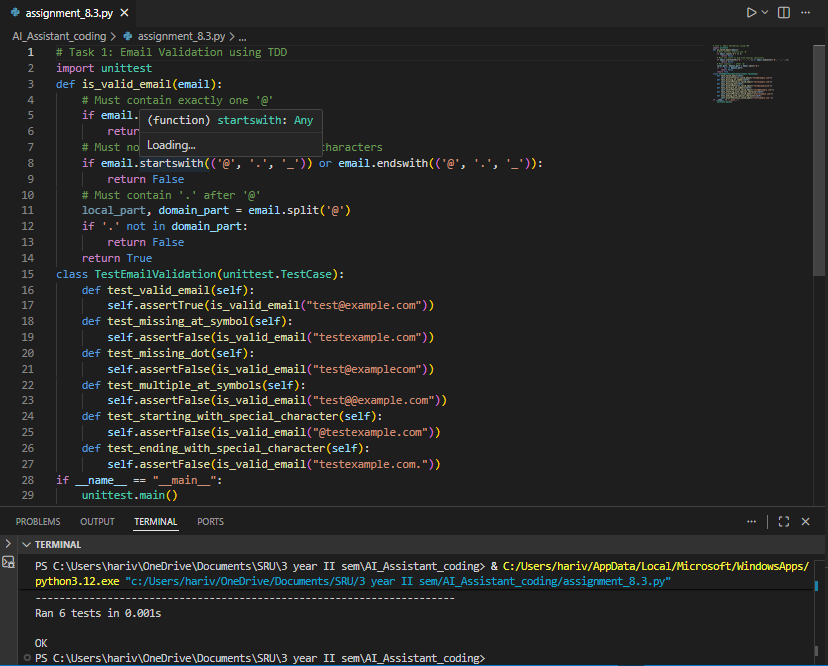 assignment_8.3.py
AI_Assistant_coding > assignment_8.3.py > ...
1 # Task 1: Email Validation using TDD
2 import unittest
3 def is_valid_email(email):
4 # Must contain exactly one '@'
5 if email.
6 retur
7 # Must no
(function) startswith: Any
Loading...
characters
8 if email.startswith(('@', '.', '_')) or email.endswith(('@', '.', '_')):
9 return False
10 # Must contain '.' after '@'
11 local_part, domain_part = email.split('@')
12 if '.' not in domain_part:
13 return False
14 return True
15 class TestEmailValidation(unittest.TestCase):
16 def test_valid_email(self):
17 self.assertTrue(is_valid_email("test@example.com"))
18 def test_missing_at_symbol(self):
19 self.assertFalse(is_valid_email("testexample.com"))
20 def test_missing_dot(self):
21 self.assertFalse(is_valid_email("test@examplecom"))
22 def test_multiple_at_symbols(self):
23 self.assertFalse(is_valid_email("test@@example.com"))
24 def test_starting_with_special_character(self):
25 self.assertFalse(is_valid_email("@testexample.com"))
26 def test_ending_with_special_character(self):
27 self.assertFalse(is_valid_email("testexample.com."))
28 if __name__ == "__main__":
29 unittest.main()
PROBLEMS OUTPUT TERMINAL PORTS
TERMINAL
PS C:\Users\hariv\OneDrive\Documents\SRU\3 year II sem\AI_Assistant_coding> & C:/Users/hariv/AppData/Local/Microsoft/WindowsApps/
python3.12.exe "c:/Users/hariv/OneDrive/Documents/SRU/3 year II sem/AI_Assistant_coding/assignment_8.3.py"
----------------------------------------------------------------------
Ran 6 tests in 0.001s
OK
PS C:\Users\hariv\OneDrive\Documents\SRU\3 year II sem\AI_Assistant_coding>